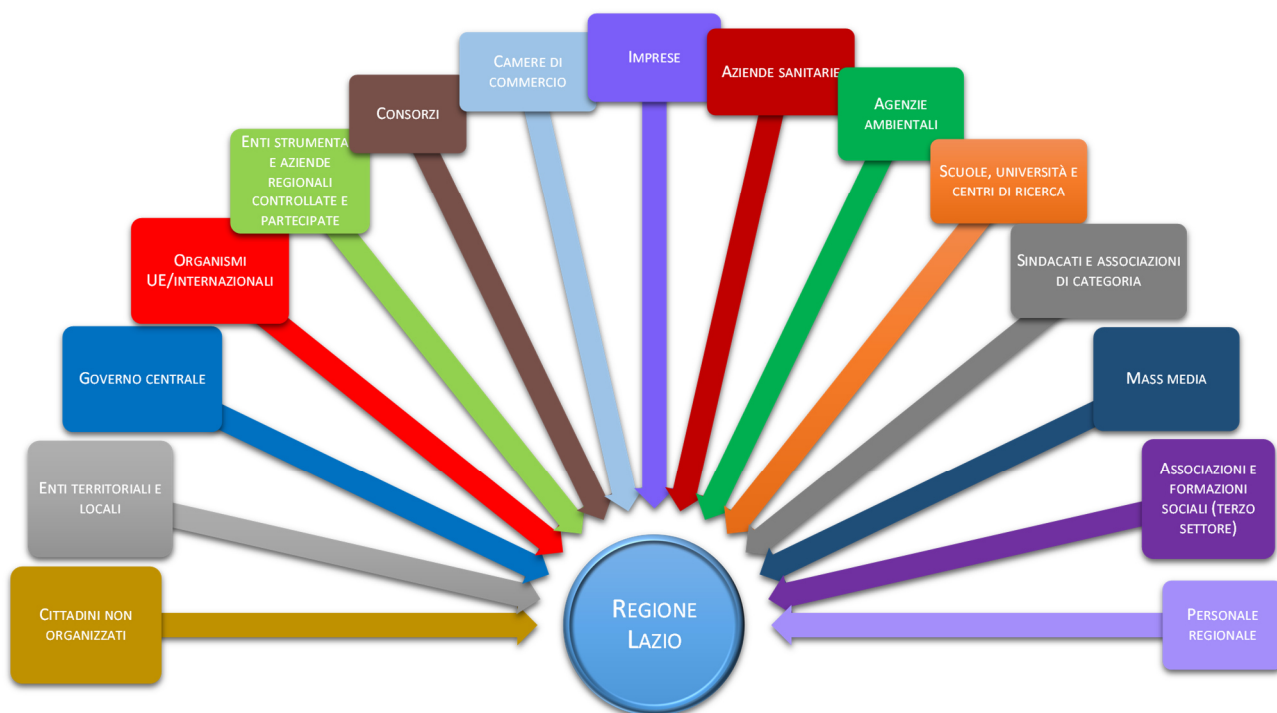 CITTADINI NON
ORGANIZZATI
ENTI TERRITORIALI E
LOCALI
GOVERNO CENTRALE
ORGANISMI
UE/INTERNAZIONALI
ENTI STRUMENTA
E AZIENDE
REGIONALI
CONTROLLATE E
PARTECIPATE
CONSORZI
CAMERE DI
COMMERCIO
IMPRESE
AZIENDE SANITARIE
AGENZIE
AMBIENTALI
SCUOLE, UNIVERSITÀ E
CENTRI DI RICERCA
SINDACATI E ASSOCIAZIONI
DI CATEGORIA
MASS MEDIA
ASSOCIAZIONI E
FORMAZIONI
SOCIALI (TERZO
SETTORE)
PERSONALE
REGIONALE
REGIONE
LAZIO